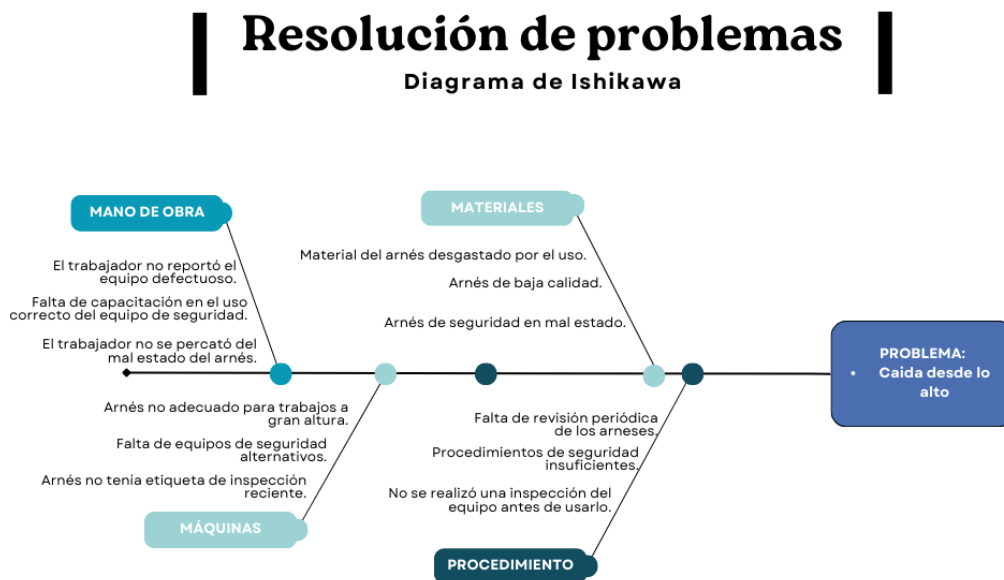 Resolución de problemas
Diagrama de Ishikawa
MANO DE OBRA
El trabajador no reportó el
equipo defectuoso.
Falta de capacitación en el uso
correcto del equipo de seguridad.
El trabajador no se percató del
mal estado del arnés.
MATERIALES
Material del arnés desgastado por el uso.
Arnés de baja calidad.
Arnés de seguridad en mal estado.
PROBLEMA:
• Caida desde lo
alto
Arnés no adecuado para trabajos a
gran altura.
Falta de equipos de seguridad
alternativos.
Arnés no tenía etiqueta de inspección
reciente.
MÁQUINAS
Falta de revisión periódica
de los arneses.
Procedimientos de seguridad
insuficientes.
No se realizó una inspección del
equipo antes de usarlo.
PROCEDIMIENTO